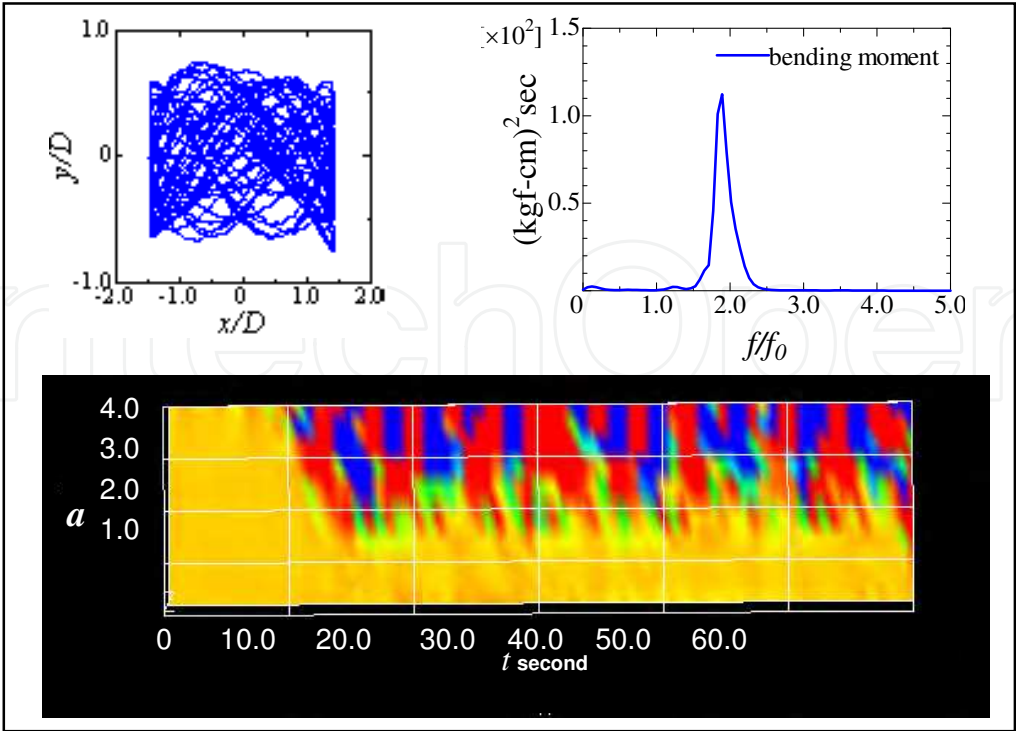 1.0
0
-1.0
y/D
-2.0 -1.0 0 1.0 2.0
x/D
[×10²] 1.5
1.0
0.5
(kgf-cm)² sec
bending moment
0 1.0 2.0 3.0 4.0 5.0
f/f₀
4.0
3.0
2.0
1.0
a
0 10.0 20.0 30.0 40.0 50.0 60.0
t second